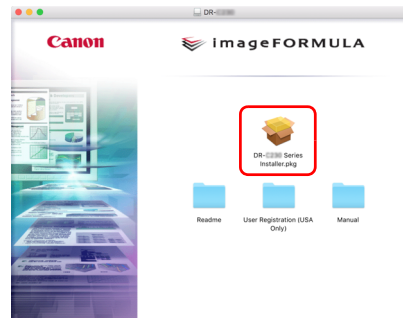 DR-
Canon
imageFORMULA
DR- Series
Installer.pkg
Readme
User Registration (USA
Only)
Manual